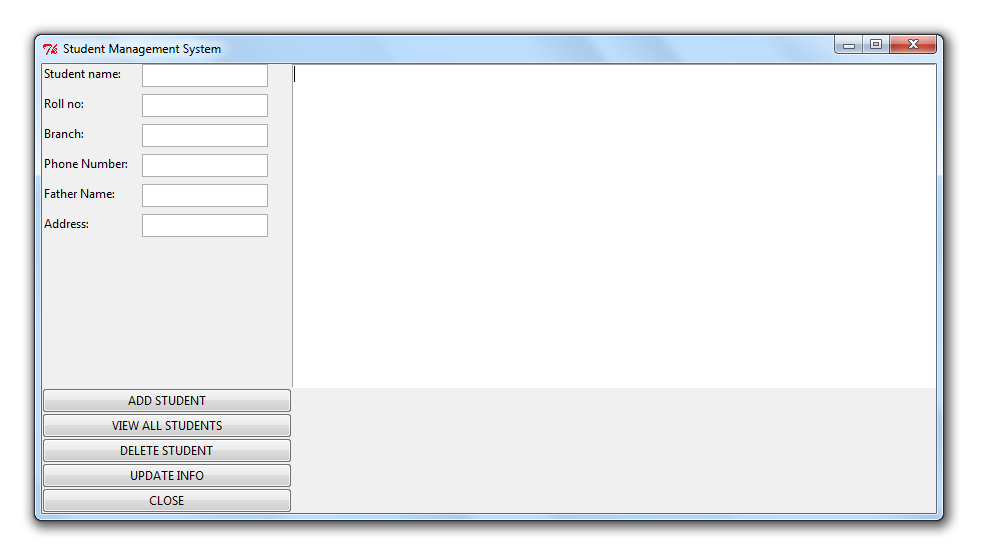 Student Management System
Student name:
Roll no:
Branch:
Phone Number:
Father Name:
Address:
ADD STUDENT
VIEW ALL STUDENTS
DELETE STUDENT
UPDATE INFO
CLOSE